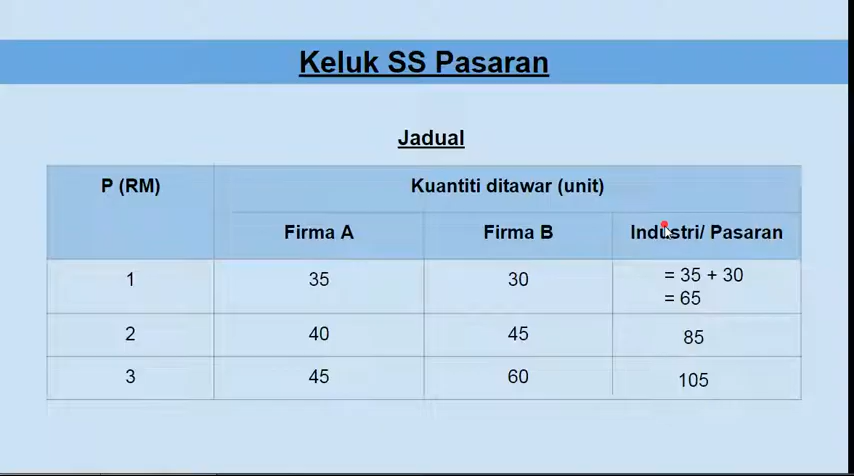 Keluk SS Pasaran
Jadual
P (RM)
Kuantiti ditawar (unit)
Firma A
Firma B
Industri/ Pasaran
1
35
30
= 35 + 30
= 65
2
40
45
85
3
45
60
105